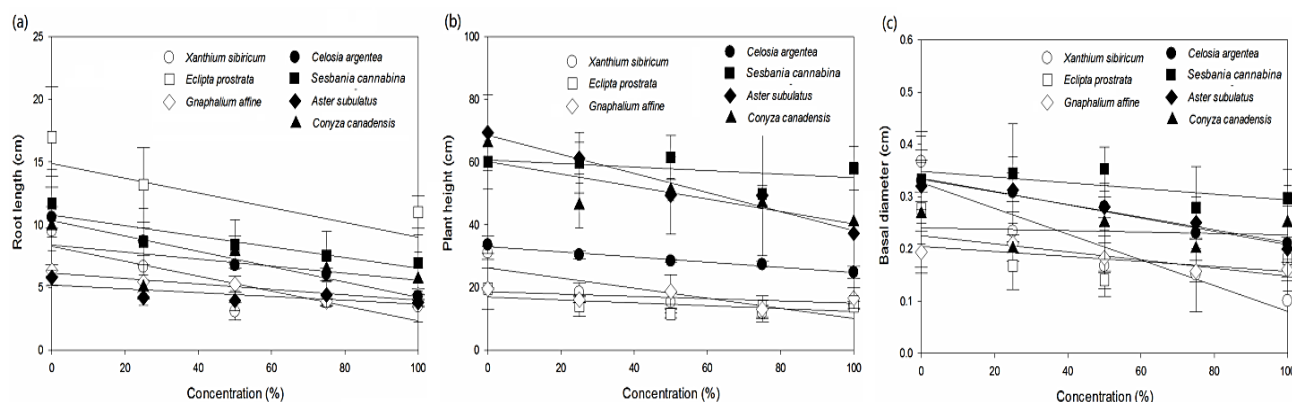 (a)
25
20
15
10
5
0
Root length (cm)
Xanthium sibiricum
Eclipta prostrata
Gnaphalium affine
Celosia argentea
Sesbania cannabina
Aster subulatus
Conyza canadensis
0 20 40 60 80 100
Concentration (%)
(b)
100
80
60
40
20
0
Plant height (cm)
Xanthium sibiricum
Eclipta prostrata
Gnaphalium affine
Celosia argentea
Sesbania cannabina
Aster subulatus
Conyza canadensis
0 20 40 60 80 100
Concentration (%)
(c)
0.6
0.5
0.4
0.3
0.2
0.1
0.0
Basal diameter (cm)
Xanthium sibiricum
Eclipta prostrata
Gnaphalium affine
Celosia argentea
Sesbania cannabina
Aster subulatus
Conyza canadensis
0 20 40 60 80 100
Concentration (%)